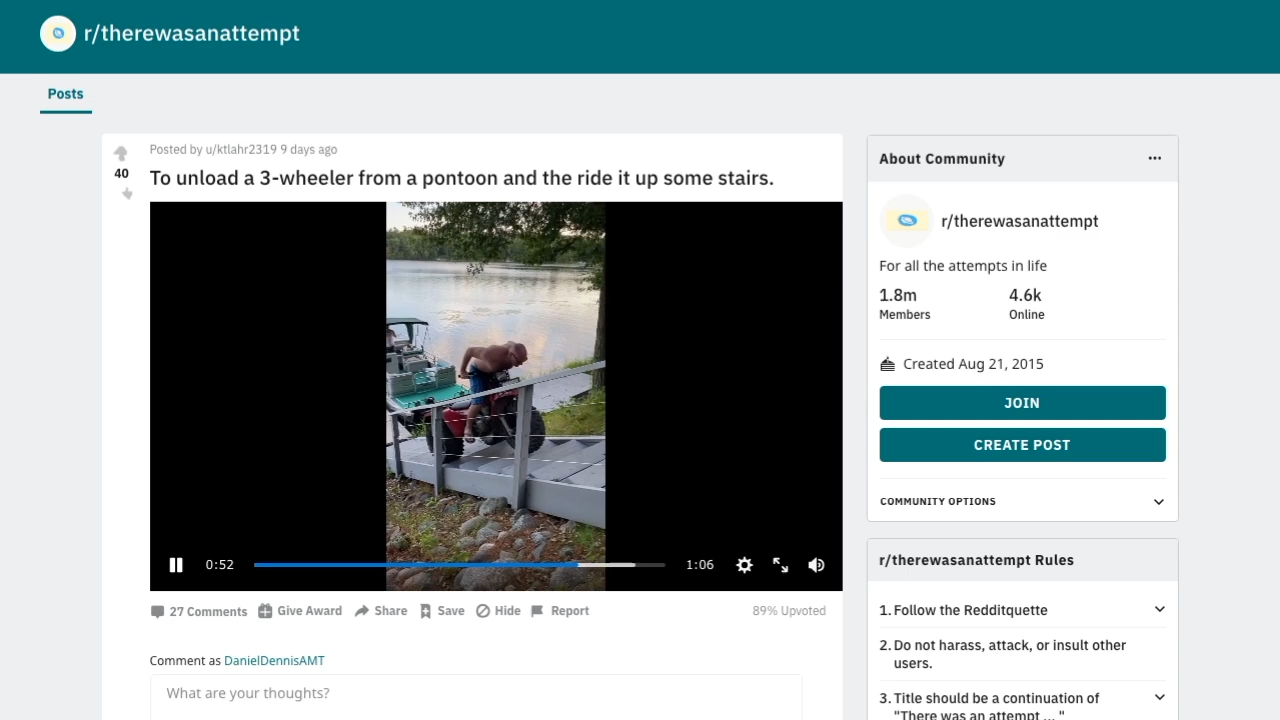 r/therewasanattempt
Posts
Posted by u/ktlahr2319 9 days ago
40
To unload a 3-wheeler from a pontoon and the ride it up some stairs.
0:52
1:06
27 Comments
Give Award
Share
Save
Hide
Report
89% Upvoted
Comment as DanielDennisAMT
What are your thoughts?
About Community
r/therewasanattempt
For all the attempts in life
1.8m
Members
4.6k
Online
Created Aug 21, 2015
JOIN
CREATE POST
COMMUNITY OPTIONS
r/therewasanattempt Rules
1. Follow the Redditquette
2. Do not harass, attack, or insult other
users.
3. Title should be a continuation of
"There was an attempt ... "